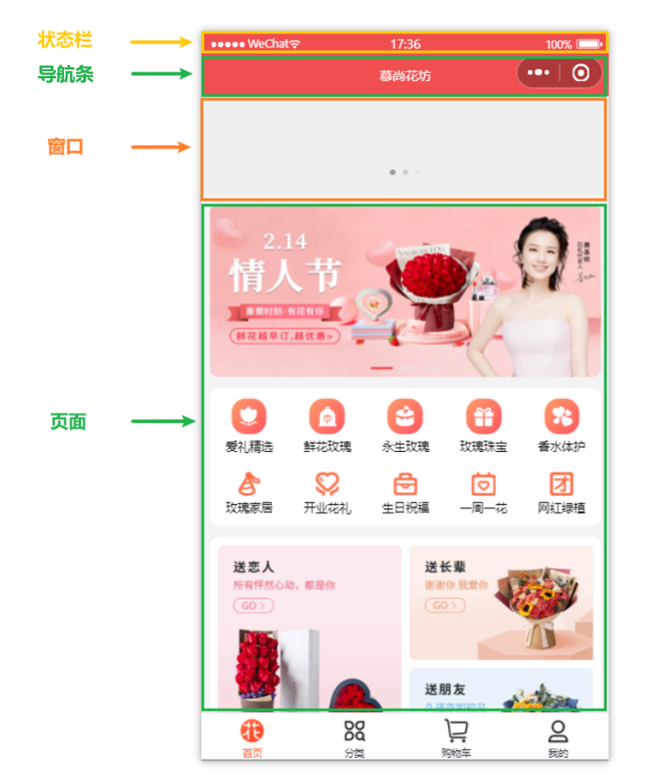 状态栏
●●●●● WeChat 17:36 100%
导航条
慕尚花坊
窗口
2.14
情人节
重要时刻·有花有你
鲜花越早订,越优惠>
页面
爱礼精选 鲜花玫瑰 永生玫瑰 玫瑰珠宝 香水体护
玫瑰家居 开业花礼 生日祝福 一周一花 网红绿植
送恋人
所有怦然心动，都是你
GO >
送长辈
谢谢你 我爱你
GO >
送朋友
花
首页 分类 购物车 我的